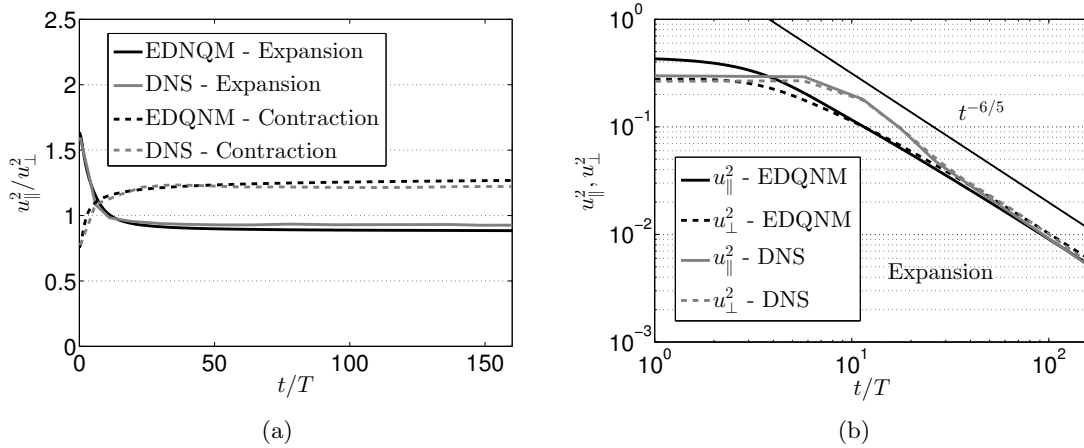 2.5
2
1.5
1
0.5
0
0
50
100
150
u∥²/u⊥²
t/T
EDNQM - Expansion
DNS - Expansion
EDQNM - Contraction
DNS - Contraction
(a)
10⁰
10⁻¹
10⁻²
10⁻³
10⁰
10¹
10²
u∥², u⊥²
t/T
t⁻⁶/⁵
u∥² - EDQNM
u⊥² - EDQNM
u∥² - DNS
u⊥² - DNS
Expansion
(b)